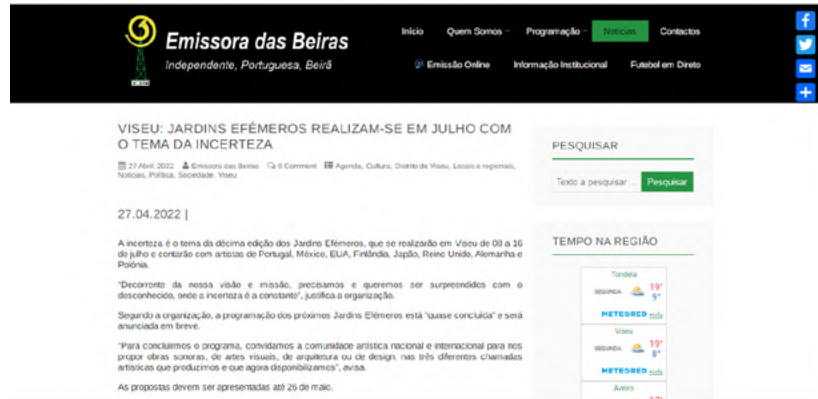 Emissora das Beiras
Independente, Portuguesa, Beirã
Início Quem Somos Programação Notícias Contactos
Emissão Online Informação Institucional Futebol em Direto
VISEU: JARDINS EFÉMEROS REALIZAM-SE EM JULHO COM
O TEMA DA INCERTEZA
27 Abril, 2022 Emissora das Beiras 0 Comment Agenda, Cultura, Distrito de Viseu, Locais e regionais,
Notícias, Política, Sociedade, Viseu
27.04.2022 |
A incerteza é o tema da décima edição dos Jardins Efémeros, que se realizarão em Viseu de 08 a 16
de julho e contarão com artistas de Portugal, México, EUA, Finlândia, Japão, Reino Unido, Alemanha e
Polónia.
"Decorrente da nossa visão e missão, precisamos e queremos ser surpreendidos com o
desconhecido, onde a incerteza é a constante", justifica a organização.
Segundo a organização, a programação dos próximos Jardins Efémeros está "quase concluída" e será
anunciada em breve.
"Para concluirmos o programa, convidamos a comunidade artística nacional e internacional para nos
propor obras sonoras, de artes visuais, de arquitetura ou de design, nas três diferentes chamadas
artísticas que produzimos e que agora disponibilizamos", avisa.
As propostas devem ser apresentadas até 26 de maio.
PESQUISAR
Texto a pesquisar ... Pesquisar
TEMPO NA REGIÃO
Tondela
SEGUNDA 19°
9°
METEORED +info
Viseu
SEGUNDA 19°
8°
METEORED +info
Aveiro